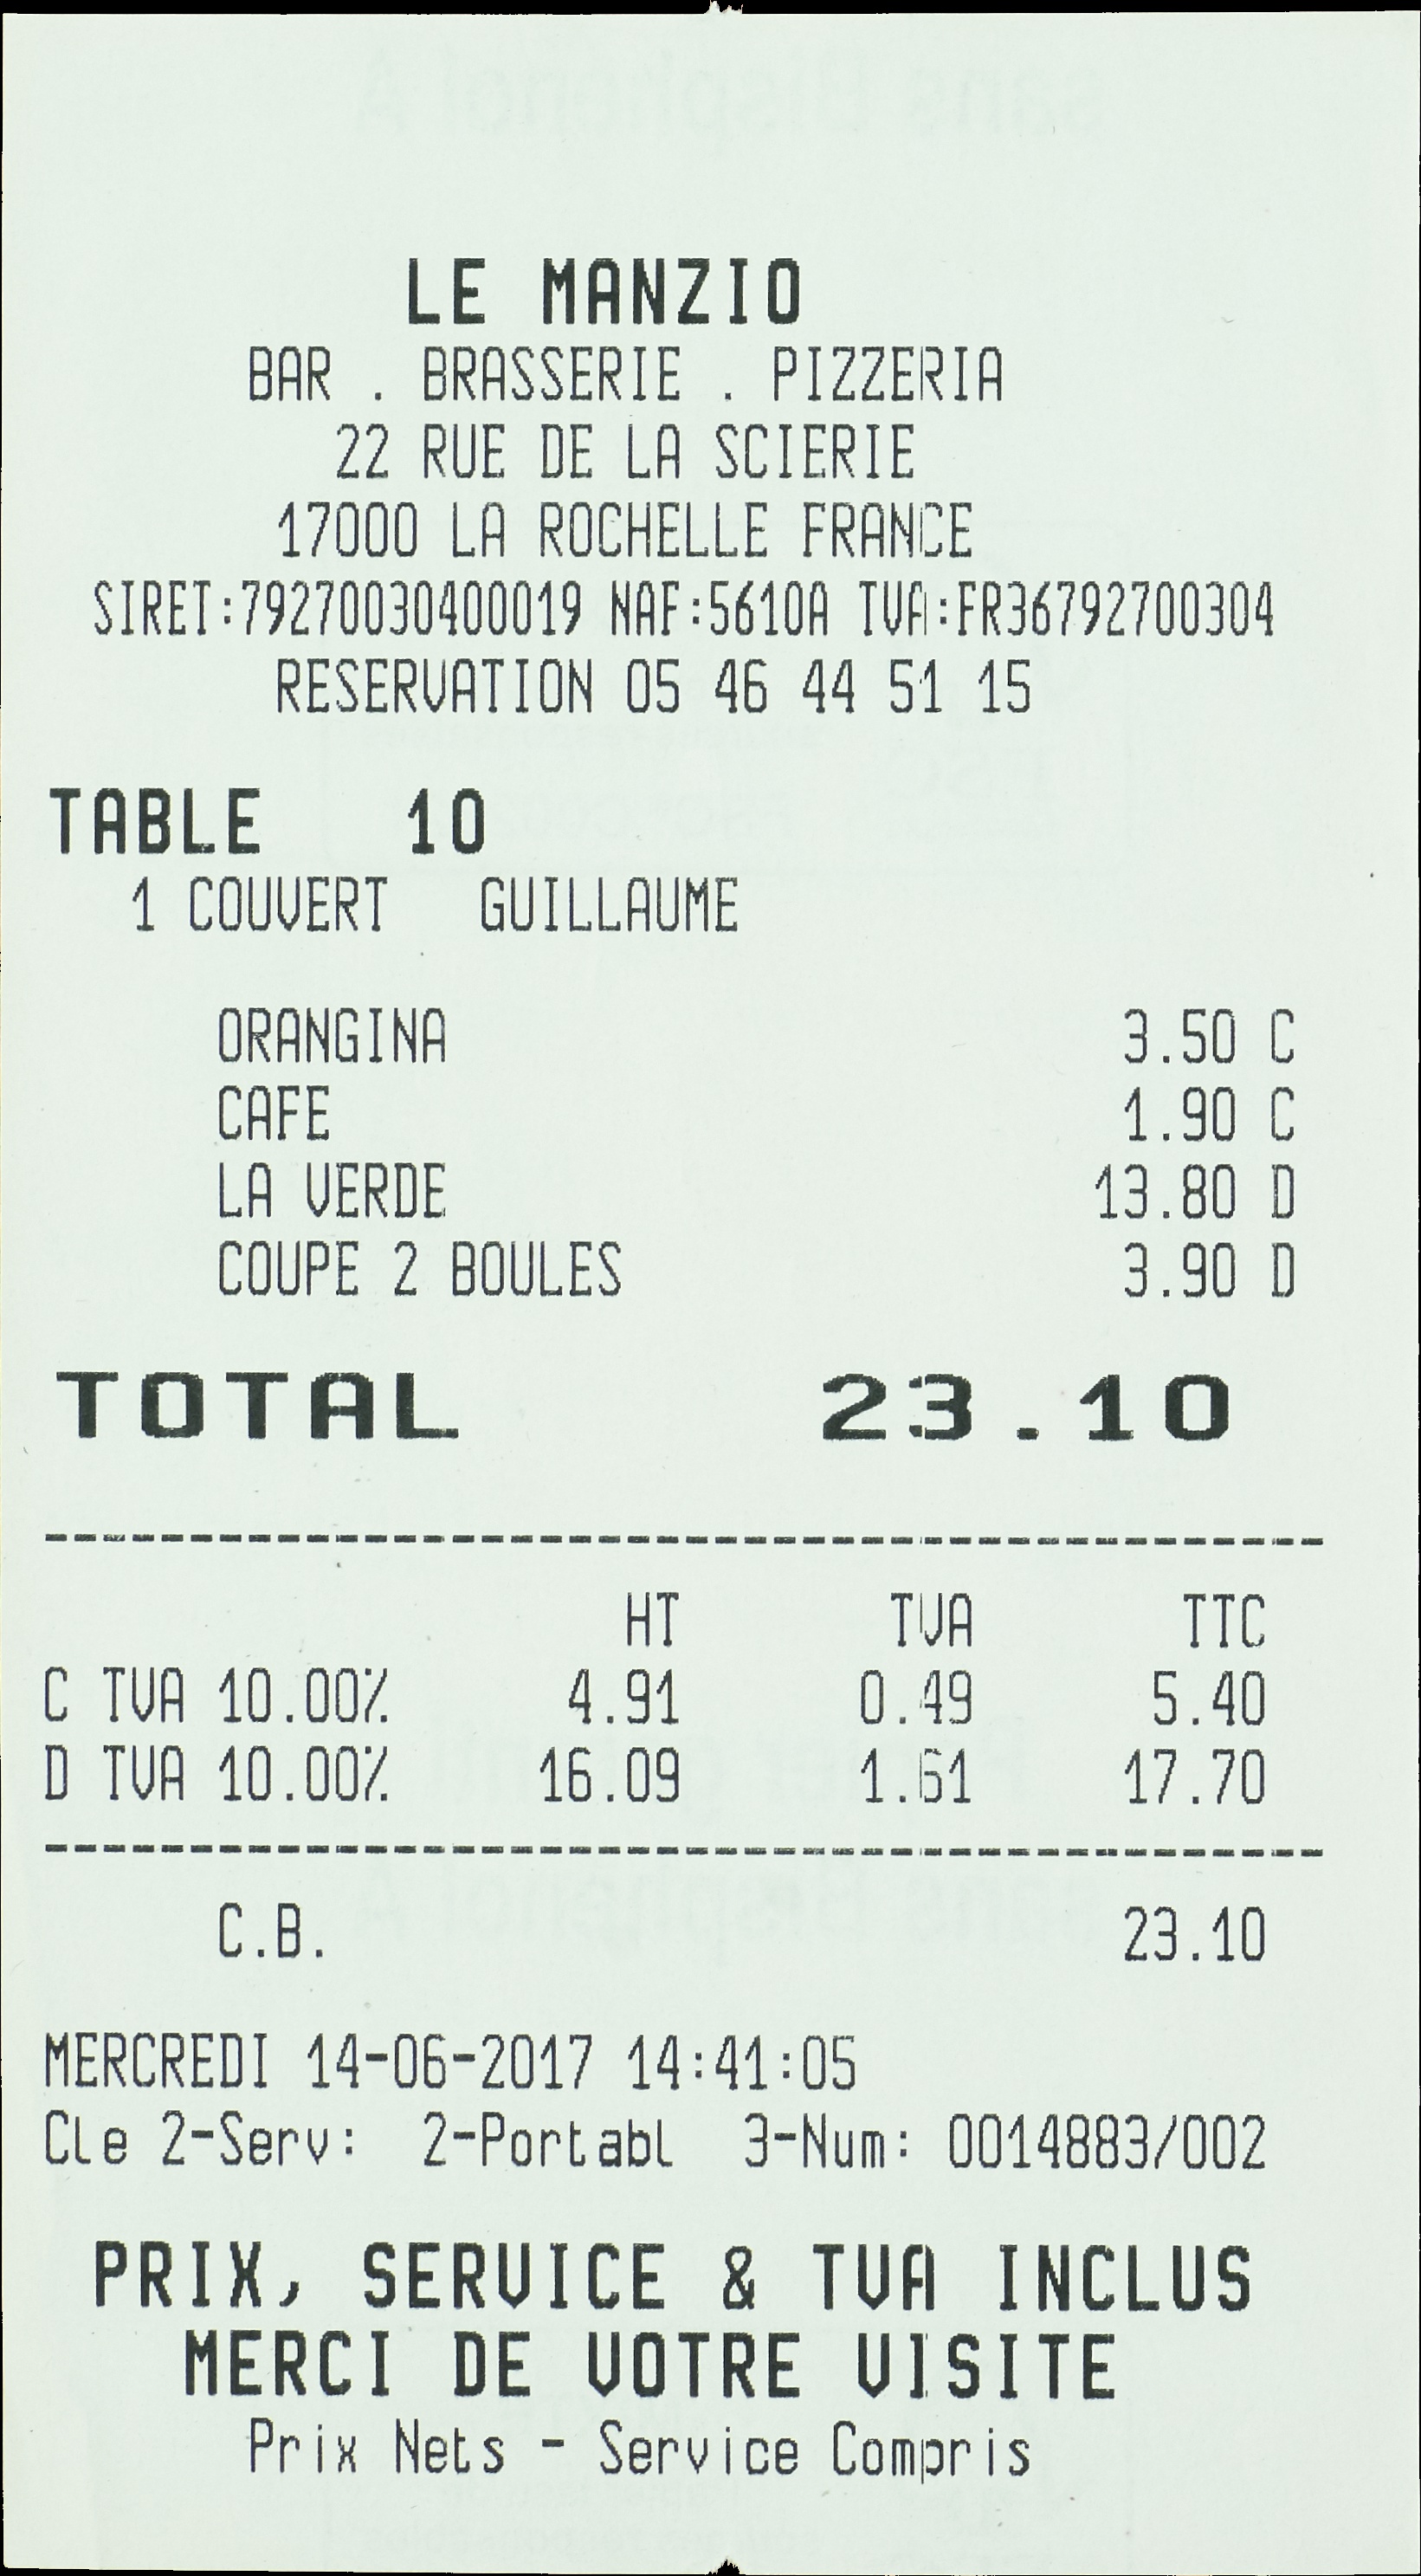 LE MANZIO
BAR . BRASSERIE . PIZZERIA
22 RUE DE LA SCIERIE
17000 LA ROCHELLE FRANCE
SIRET:79270030400019 NAF:5610A TVA:FR36792700304
RESERVATION 05 46 44 51 15
TABLE 10
1 COUVERT GUILLAUME
ORANGINA 3.50 C
CAFE 1.90 C
LA VERDE 13.80 D
COUPE 2 BOULES 3.90 D
TOTAL 23.10
HT TVA TTC
C TVA 10.00% 4.91 0.49 5.40
D TVA 10.00% 16.09 1.61 17.70
C.B. 23.10
MERCREDI 14-06-2017 14:41:05
Cle 2-Serv: 2-Portabl 3-Num: 0014883/002
PRIX, SERVICE & TVA INCLUS
MERCI DE VOTRE VISITE
Prix Nets - Service Compris